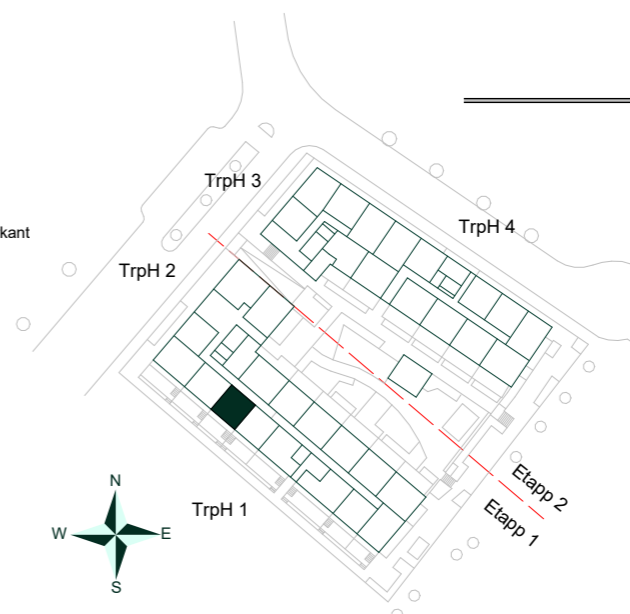 TrpH 3
TrpH 4
kant
TrpH 2
Etapp 2
Etapp 1
TrpH 1
N
W
E
S